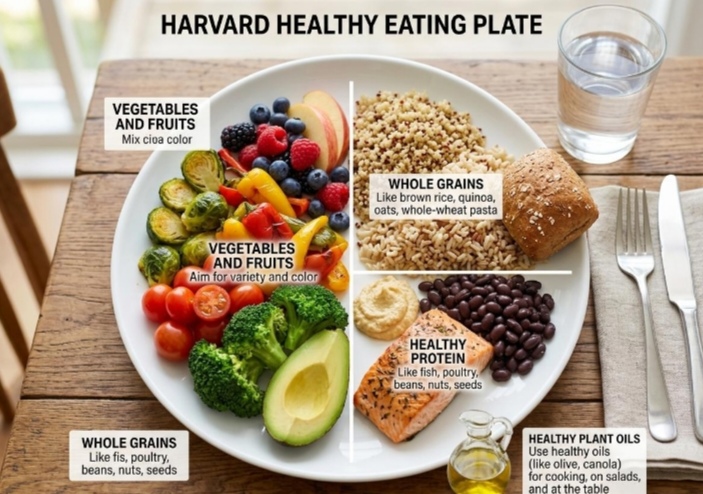 HARVARD HEALTHY EATING PLATE
VEGETABLES
AND FRUITS
Mix cioa color
WHOLE GRAINS
Like brown rice, quinoa,
oats, whole-wheat pasta
VEGETABLES
AND FRUITS
Aim for variety and color
HEALTHY
PROTEIN
Like fish, poultry,
beans, nuts, seeds
WHOLE GRAINS
Like fis, poultry,
beans, nuts, seeds
HEALTHY PLANT OILS
Use healthy oils
(like olive, canola)
for cooking, on salads,
and at the table